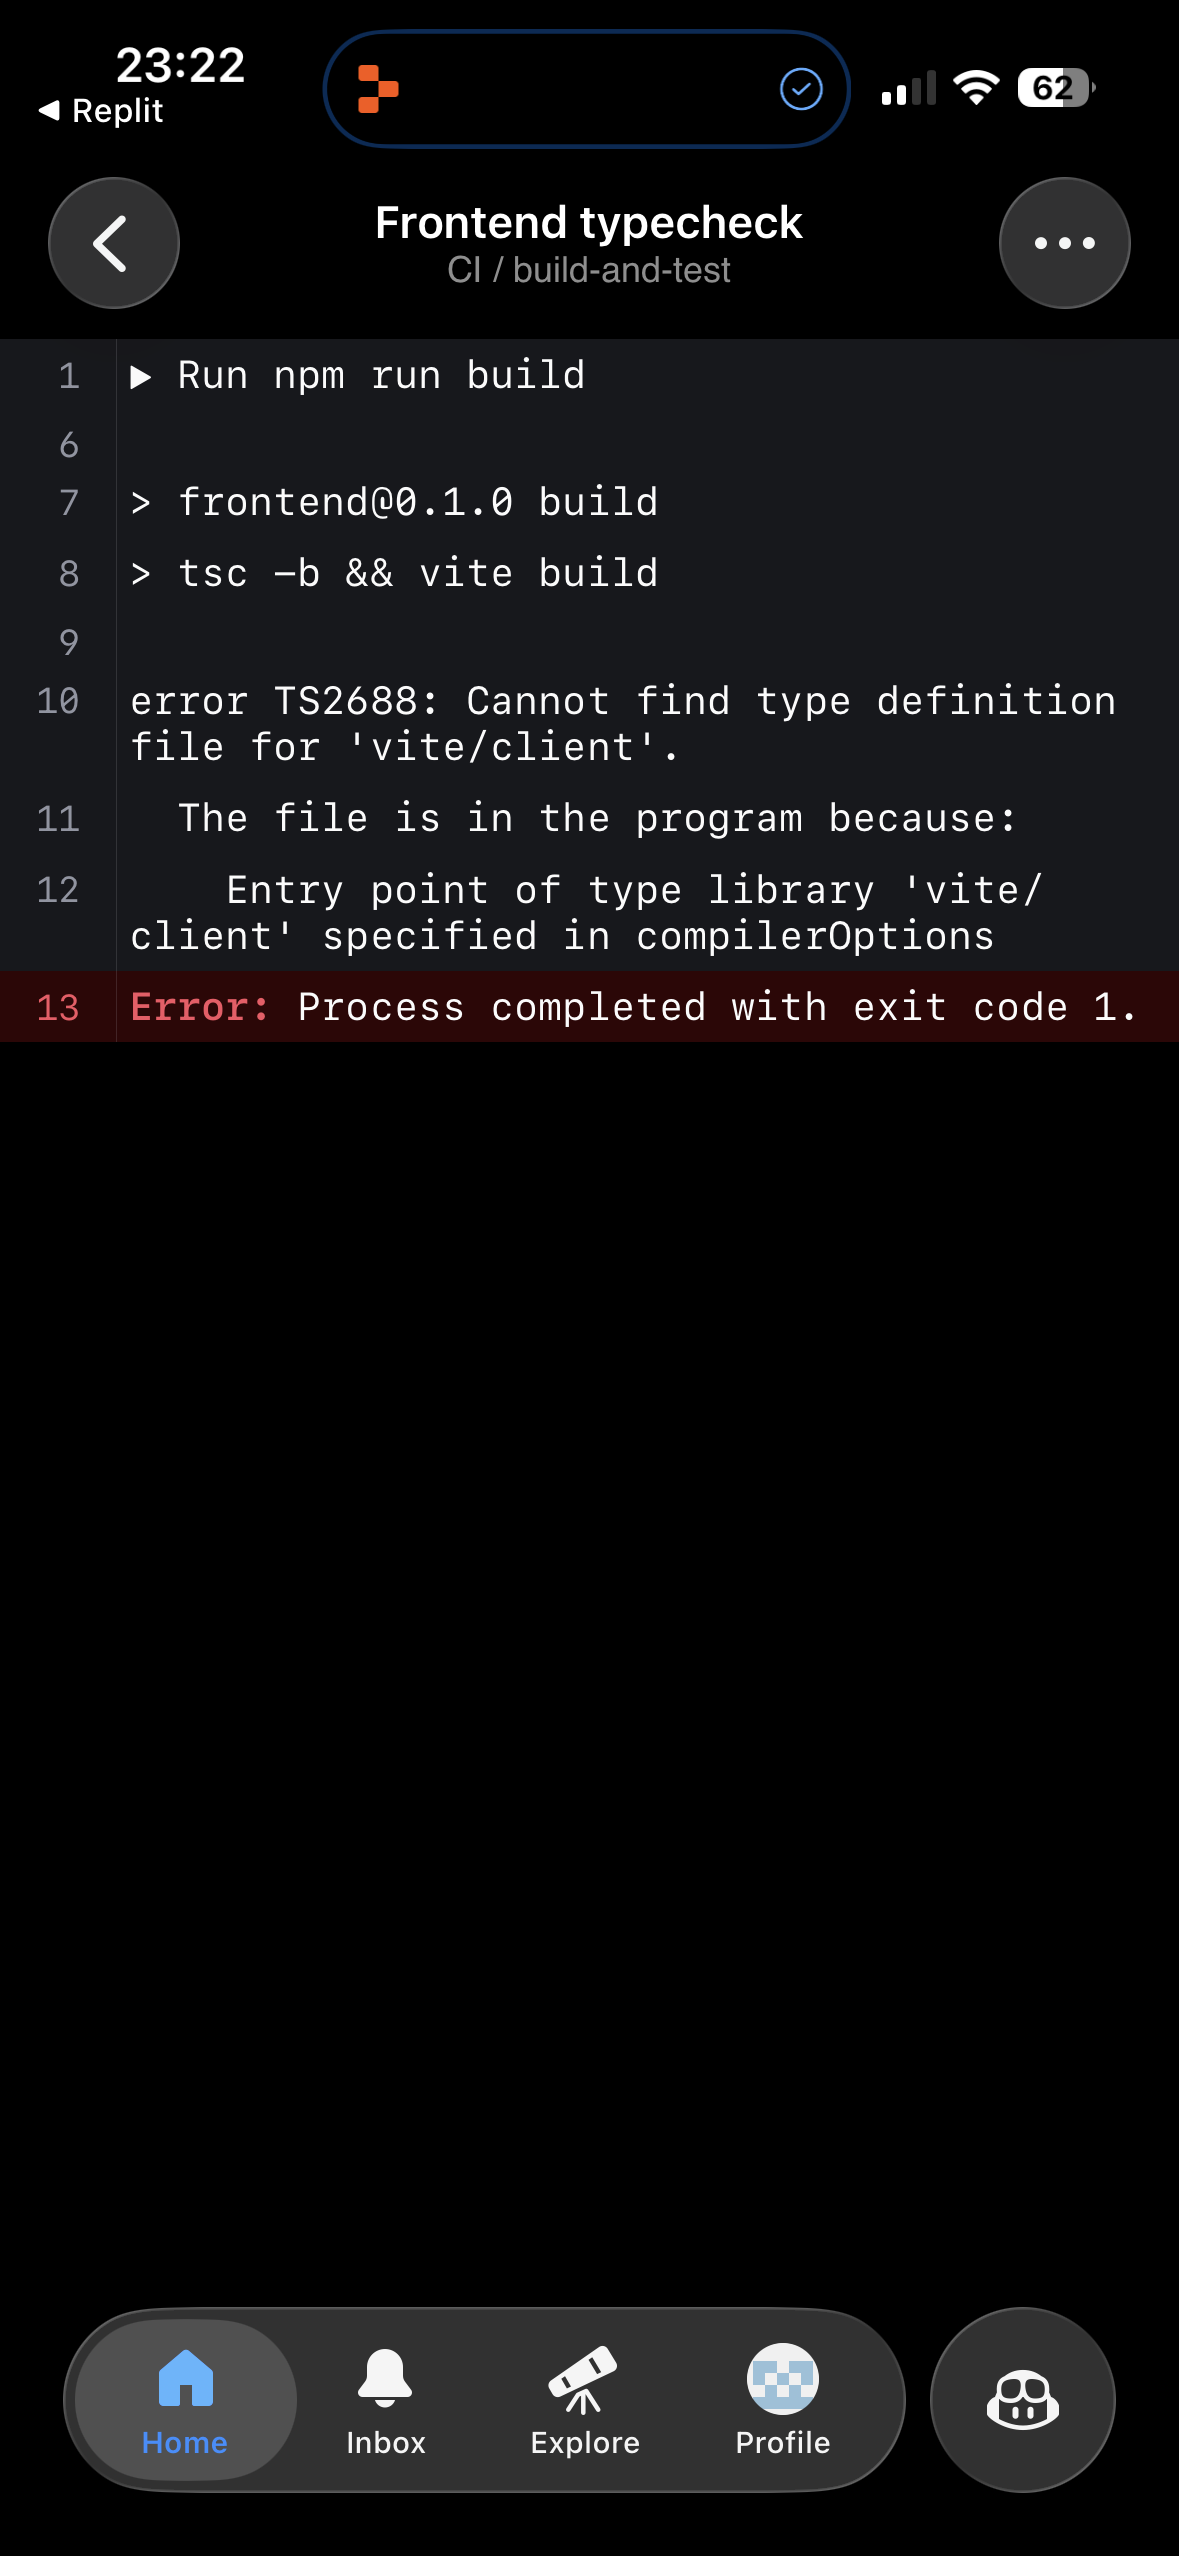 23:22
◀ Replit
62
Frontend typecheck
CI / build-and-test
1 ▶ Run npm run build
6
7 > frontend@0.1.0 build
8 > tsc -b && vite build
9
10 error TS2688: Cannot find type definition
file for 'vite/client'.
11 The file is in the program because:
12 Entry point of type library 'vite/
client' specified in compilerOptions
13 Error: Process completed with exit code 1.
Home
Inbox
Explore
Profile